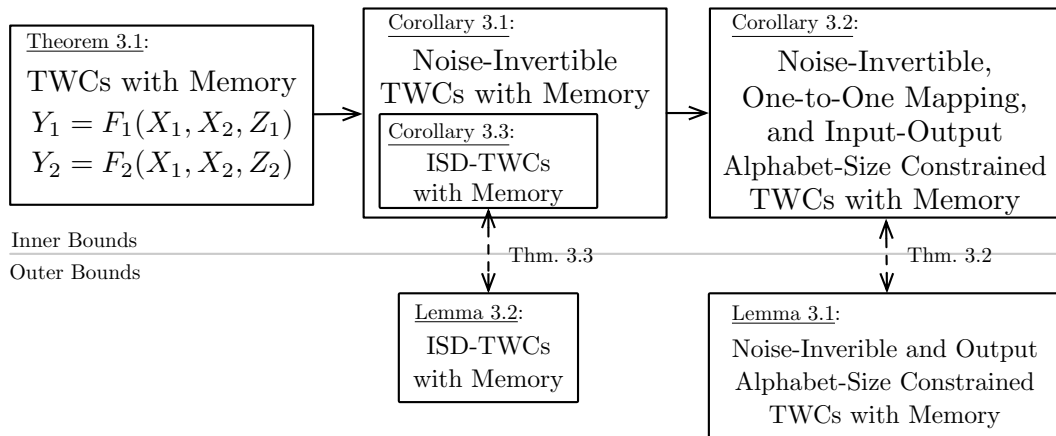 Theorem 3.1:
TWCs with Memory
Y₁ = F₁(X₁, X₂, Z₁)
Y₂ = F₂(X₁, X₂, Z₂)
Corollary 3.1:
Noise-Invertible
TWCs with Memory
Corollary 3.3:
ISD-TWCs
with Memory
Corollary 3.2:
Noise-Invertible,
One-to-One Mapping,
and Input-Output
Alphabet-Size Constrained
TWCs with Memory
Inner Bounds
Outer Bounds
Thm. 3.3
Thm. 3.2
Lemma 3.2:
ISD-TWCs
with Memory
Lemma 3.1:
Noise-Inverible and Output
Alphabet-Size Constrained
TWCs with Memory